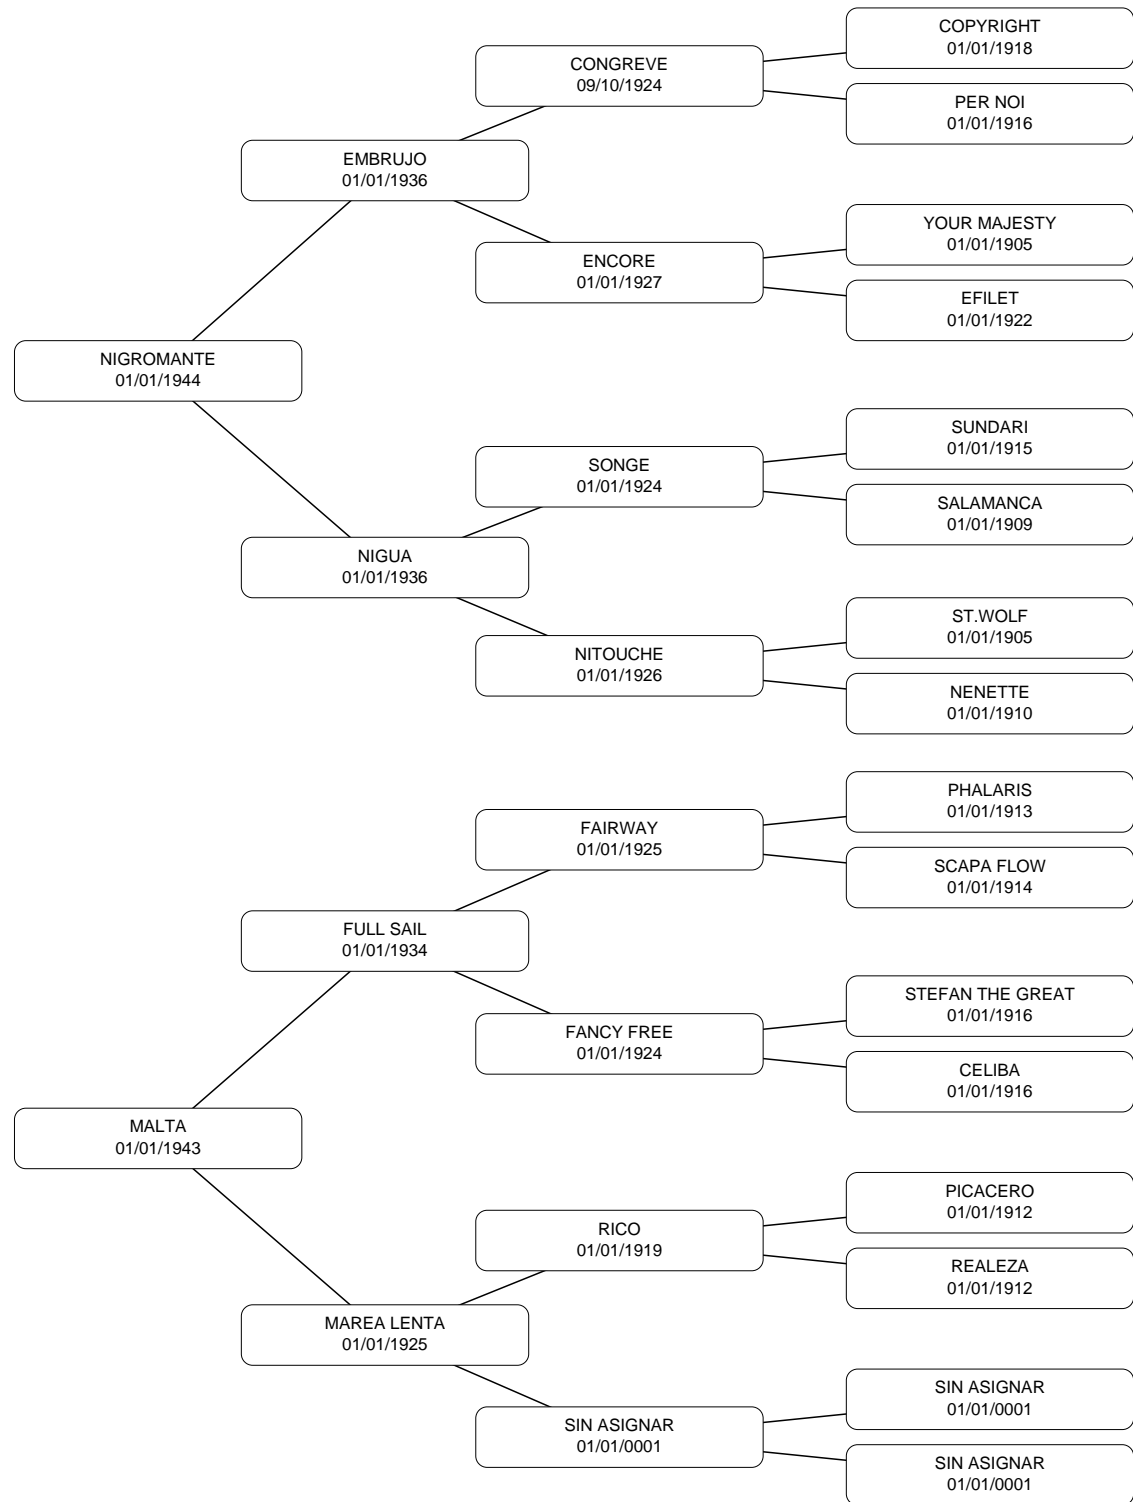 COPYRIGHT
01/01/1918
CONGREVE
09/10/1924
PER NOI
01/01/1916
EMBRUJO
01/01/1936
YOUR MAJESTY
01/01/1905
ENCORE
01/01/1927
EFILET
01/01/1922
NIGROMANTE
01/01/1944
SUNDARI
01/01/1915
SONGE
01/01/1924
SALAMANCA
01/01/1909
NIGUA
01/01/1936
ST.WOLF
01/01/1905
NITOUCHE
01/01/1926
NENETTE
01/01/1910
PHALARIS
01/01/1913
FAIRWAY
01/01/1925
SCAPA FLOW
01/01/1914
FULL SAIL
01/01/1934
STEFAN THE GREAT
01/01/1916
FANCY FREE
01/01/1924
CELIBA
01/01/1916
MALTA
01/01/1943
PICACERO
01/01/1912
RICO
01/01/1919
REALEZA
01/01/1912
MAREA LENTA
01/01/1925
SIN ASIGNAR
01/01/0001
SIN ASIGNAR
01/01/0001
SIN ASIGNAR
01/01/0001